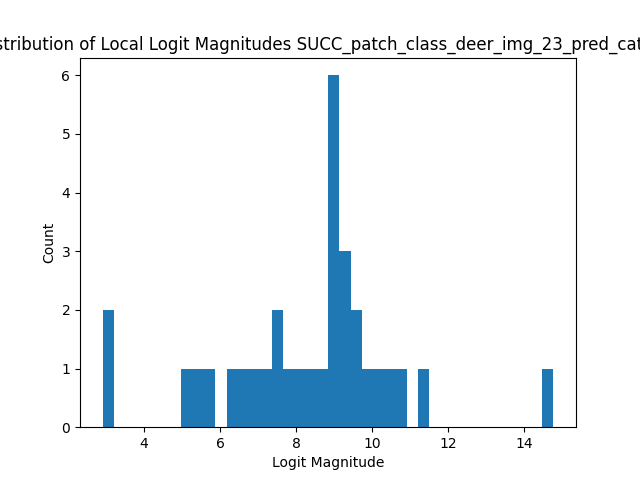 stribution of Local Logit Magnitudes SUCC_patch_class_deer_img_23_pred_cat
6
5
4
3
2
1
0
Count
4 6 8 10 12 14
Logit Magnitude